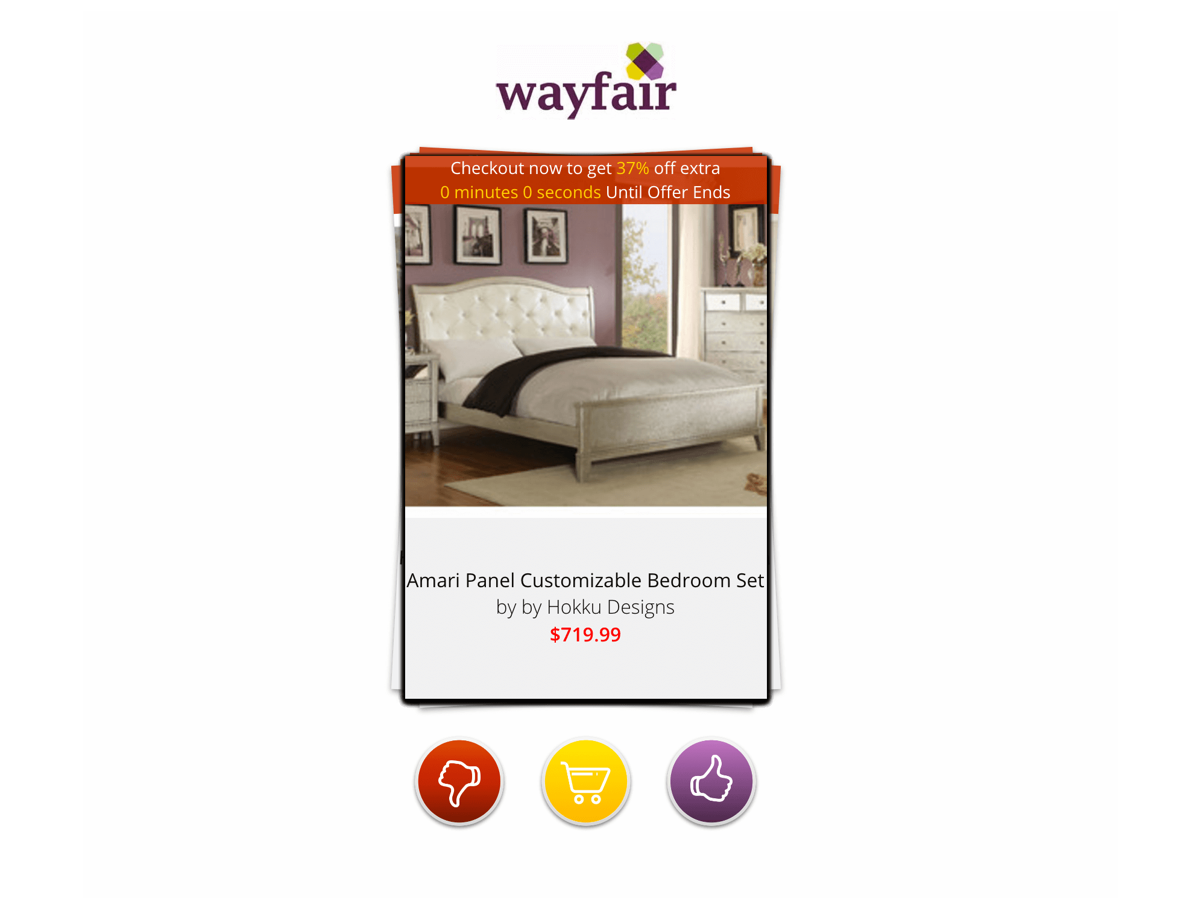 wayfair
Checkout now to get 37% off extra
0 minutes 0 seconds Until Offer Ends
Amari Panel Customizable Bedroom Set
by by Hokku Designs
$719.99